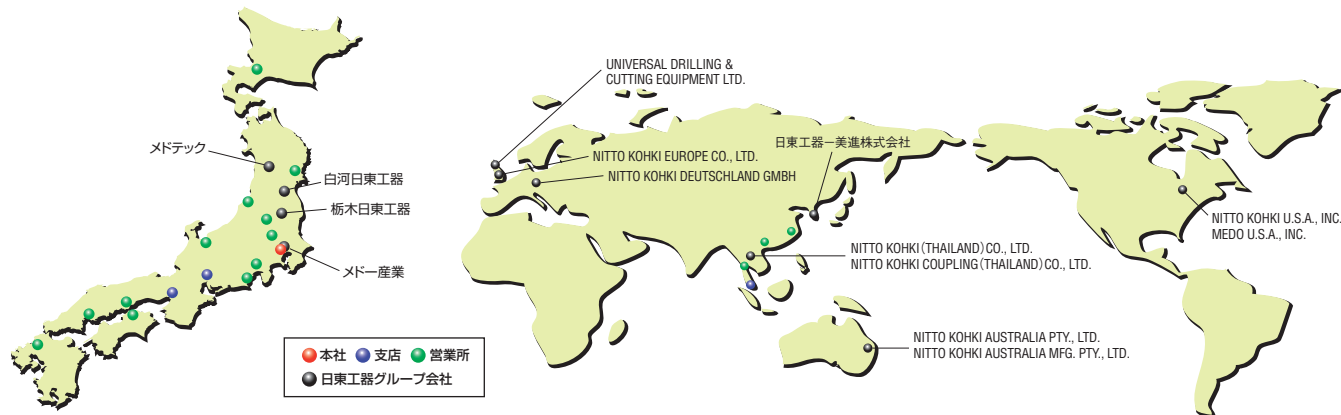 メドテック
白河日東工器
栃木日東工器
メドー産業
本社 支店 営業所
日東工器グループ会社
UNIVERSAL DRILLING &
CUTTING EQUIPMENT LTD.
NITTO KOHKI EUROPE CO., LTD.
NITTO KOHKI DEUTSCHLAND GMBH
日東工器-美進株式会社
NITTO KOHKI(THAILAND)CO., LTD.
NITTO KOHKI COUPLING(THAILAND)CO., LTD.
NITTO KOHKI AUSTRALIA PTY., LTD.
NITTO KOHKI AUSTRALIA MFG. PTY., LTD.
NITTO KOHKI U.S.A., INC.
MEDO U.S.A., INC.